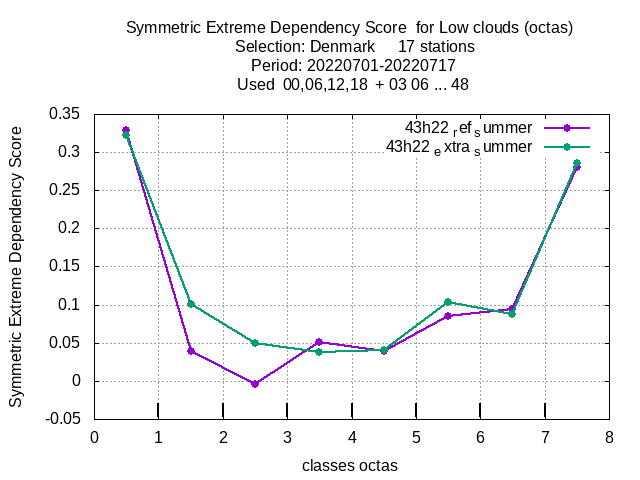 Symmetric Extreme Dependency Score  for Low clouds (octas)
Selection: Denmark     17 stations
Period: 20220701-20220717
Used  00,06,12,18  + 03 06 ... 48
43h22 ref summer
43h22 extra summer
0.35
0.3
0.25
0.2
0.15
0.1
0.05
0
-0.05
Symmetric Extreme Dependency Score
0 1 2 3 4 5 6 7 8
classes octas